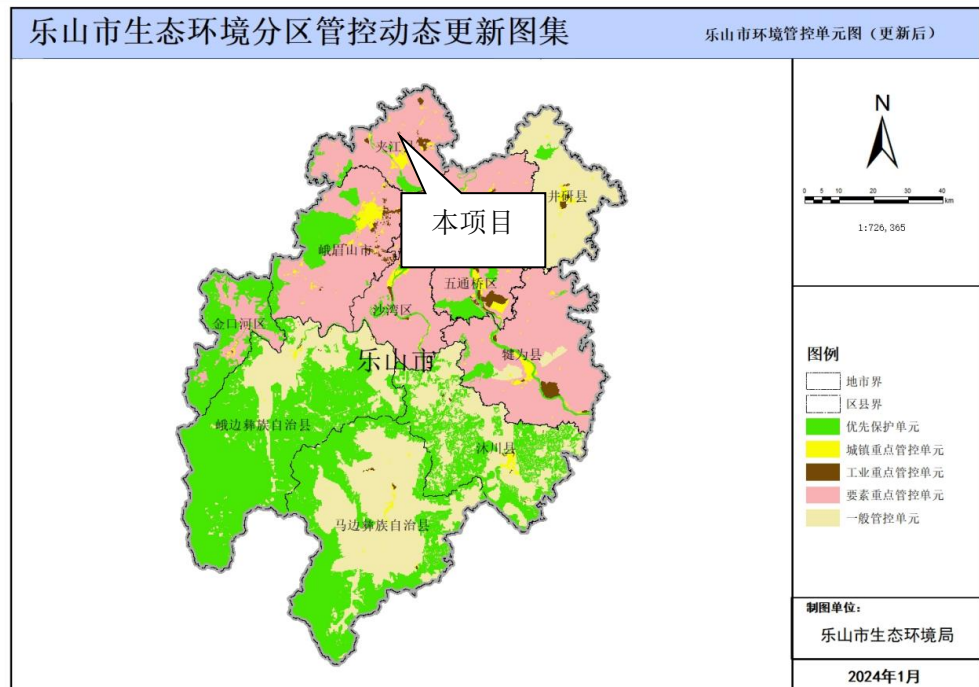 乐山市生态环境分区管控动态更新图集
乐山市环境管控单元图（更新后）
N
0 5 10 20 30 40
km
1:726,365
夹江
井研县
本项目
峨眉山市
五通桥区
沙湾区
金口河区
犍为县
乐山市
峨边彝族自治县
沐川县
马边彝族自治县
图例
地市界
区县界
优先保护单元
城镇重点管控单元
工业重点管控单元
要素重点管控单元
一般管控单元
制图单位：
乐山市生态环境局
2024年1月